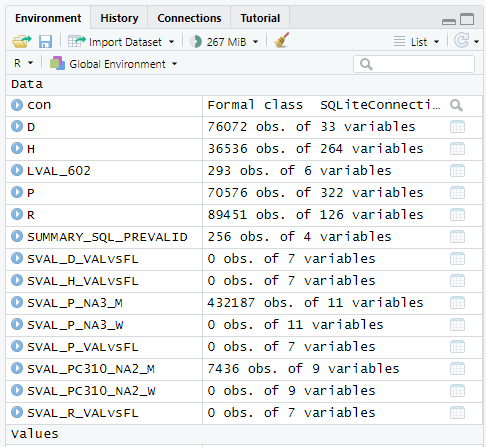 Environment History Connections Tutorial
Import Dataset 267 MiB List
R Global Environment
Data
con Formal class SQLiteConnecti…
D 76072 obs. of 33 variables
H 36536 obs. of 264 variables
LVAL_602 293 obs. of 6 variables
P 70576 obs. of 322 variables
R 89451 obs. of 126 variables
SUMMARY_SQL_PREVALID 256 obs. of 4 variables
SVAL_D_VALvsFL 0 obs. of 7 variables
SVAL_H_VALvsFL 0 obs. of 7 variables
SVAL_P_NA3_M 432187 obs. of 11 variables
SVAL_P_NA3_W 0 obs. of 11 variables
SVAL_P_VALvsFL 0 obs. of 7 variables
SVAL_PC310_NA2_M 7436 obs. of 9 variables
SVAL_PC310_NA2_W 0 obs. of 9 variables
SVAL_R_VALvsFL 0 obs. of 7 variables
Values